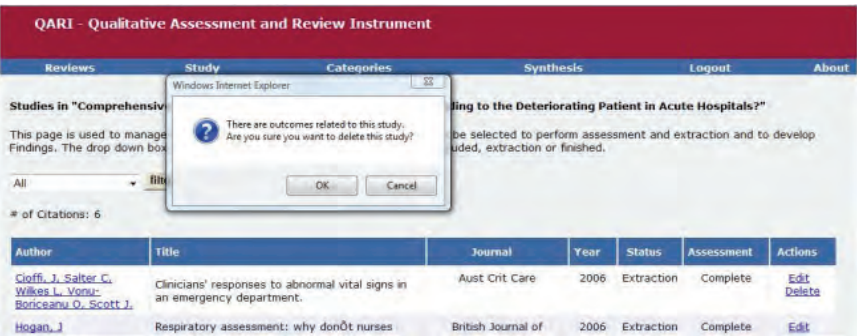 QARI - Qualitative Assessment and Review Instrument
Reviews Study Categories Synthesis Logout About
Windows Internet Explorer
Studies in "Comprehensiv ding to the Deteriorating Patient in Acute Hospitals?"
There are outcomes related to this study.
Are you sure you want to delete this study?
This page is used to manage be selected to perform assessment and extraction and to develop
Findings. The drop down box uded, extraction or finished.
All filte
OK Cancel
# of Citations: 6
Author Title Journal Year Status Assessment Actions
Cioffi, J, Salter C, Clinicians' responses to abnormal vital signs in Aust Crit Care 2006 Extraction Complete Edit
Wilkes L, Vonu- an emergency department. Delete
Boriceanu O, Scott J,
Hogan, J Respiratory assessment: why donÕt nurses British Journal of 2006 Extraction Complete Edit